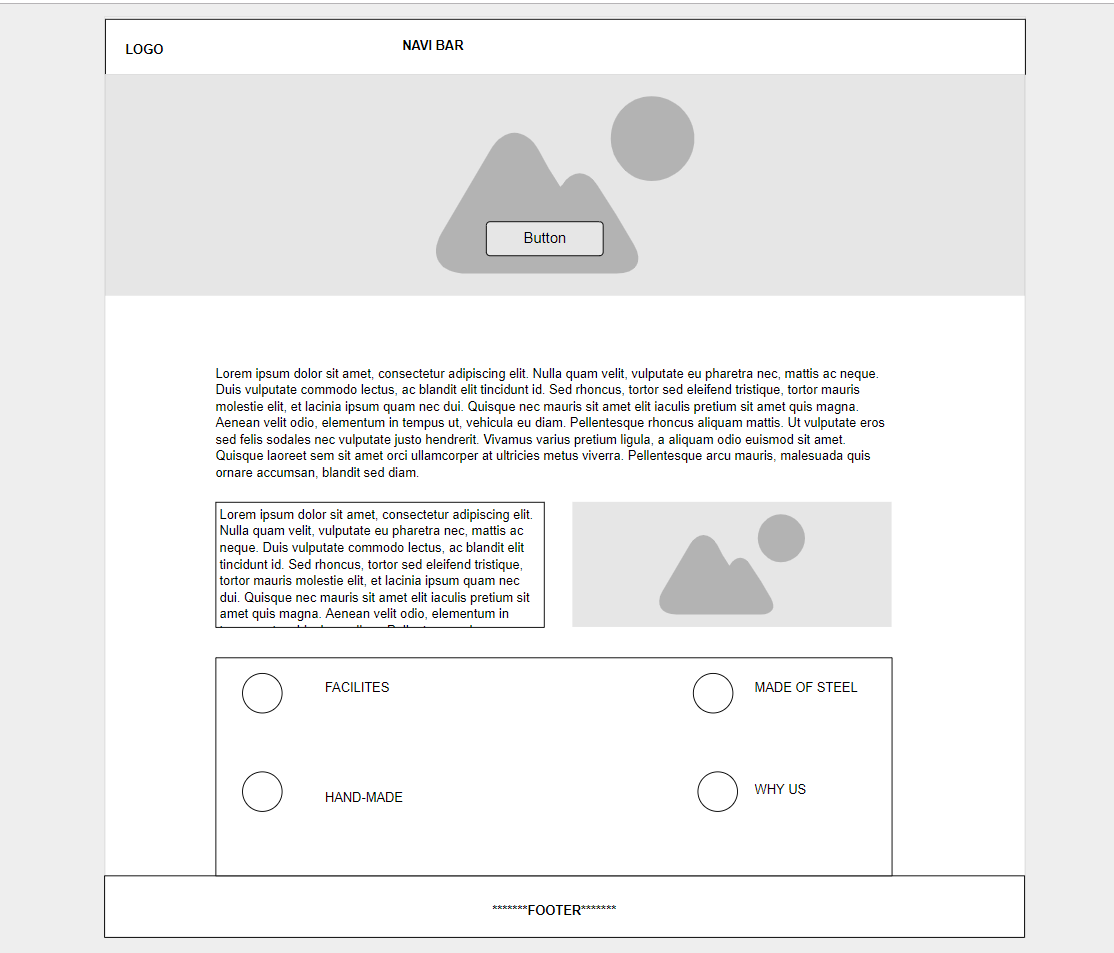 LOGO
NAVI BAR
Button
Lorem ipsum dolor sit amet, consectetur adipiscing elit. Nulla quam velit, vulputate eu pharetra nec, mattis ac neque.
Duis vulputate commodo lectus, ac blandit elit tincidunt id. Sed rhoncus, tortor sed eleifend tristique, tortor mauris
molestie elit, et lacinia ipsum quam nec dui. Quisque nec mauris sit amet elit iaculis pretium sit amet quis magna.
Aenean velit odio, elementum in tempus ut, vehicula eu diam. Pellentesque rhoncus aliquam mattis. Ut vulputate eros
sed felis sodales nec vulputate justo hendrerit. Vivamus varius pretium ligula, a aliquam odio euismod sit amet.
Quisque laoreet sem sit amet orci ullamcorper at ultricies metus viverra. Pellentesque arcu mauris, malesuada quis
ornare accumsan, blandit sed diam.
Lorem ipsum dolor sit amet, consectetur adipiscing elit.
Nulla quam velit, vulputate eu pharetra nec, mattis ac
neque. Duis vulputate commodo lectus, ac blandit elit
tincidunt id. Sed rhoncus, tortor sed eleifend tristique,
tortor mauris molestie elit, et lacinia ipsum quam nec
dui. Quisque nec mauris sit amet elit iaculis pretium sit
amet quis magna. Aenean velit odio, elementum in
FACILITES
MADE OF STEEL
HAND-MADE
WHY US
*******FOOTER*******